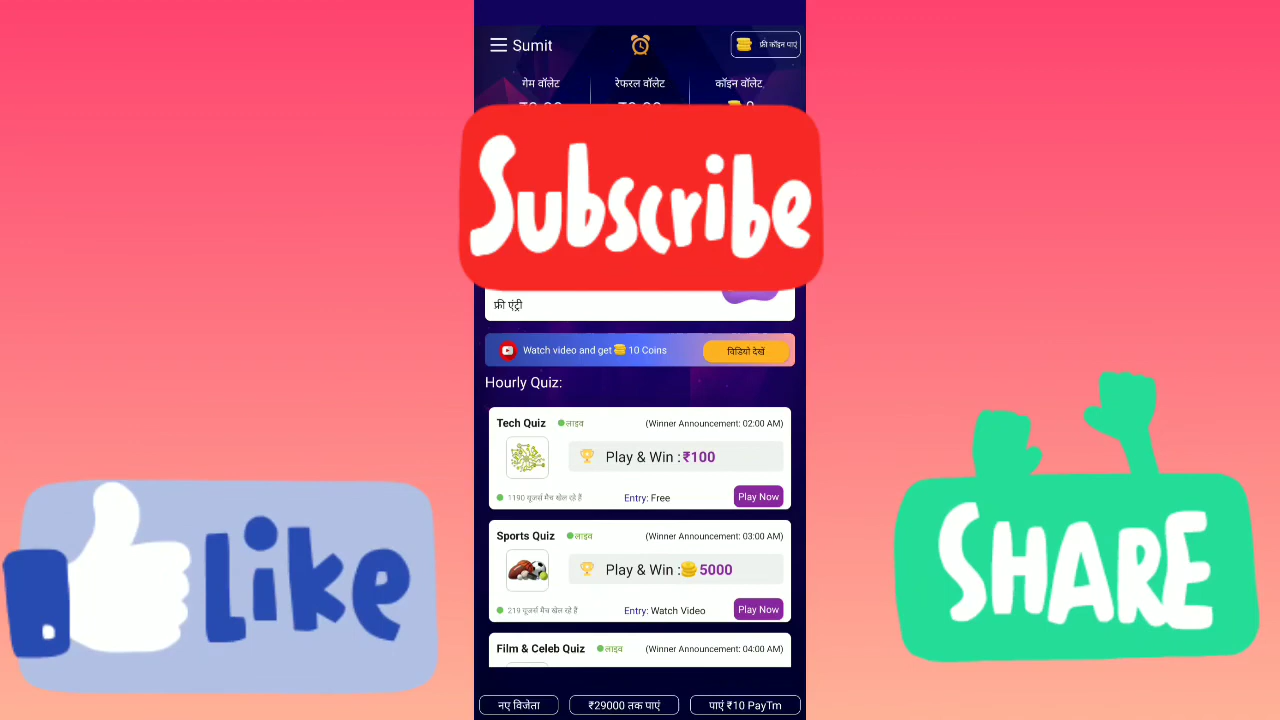 Sumit
फ्री कॉइन पाएं
गेम वॉलेट
रेफरल वॉलेट
कॉइन वॉलेट
Subscribe
फ्री एंट्री
Watch video and get 10 Coins
विडियो देखें
Hourly Quiz:
Tech Quiz लाइव (Winner Announcement: 02:00 AM)
Play & Win : ₹100
1190 यूजर्स मैच खेल रहे हैं Entry: Free Play Now
Sports Quiz लाइव (Winner Announcement: 03:00 AM)
Play & Win : 5000
219 यूजर्स मैच खेल रहे हैं Entry: Watch Video Play Now
Film & Celeb Quiz लाइव (Winner Announcement: 04:00 AM)
नए विजेता
₹29000 तक पाएं
पाएं ₹10 PayTm
Like
SHARE